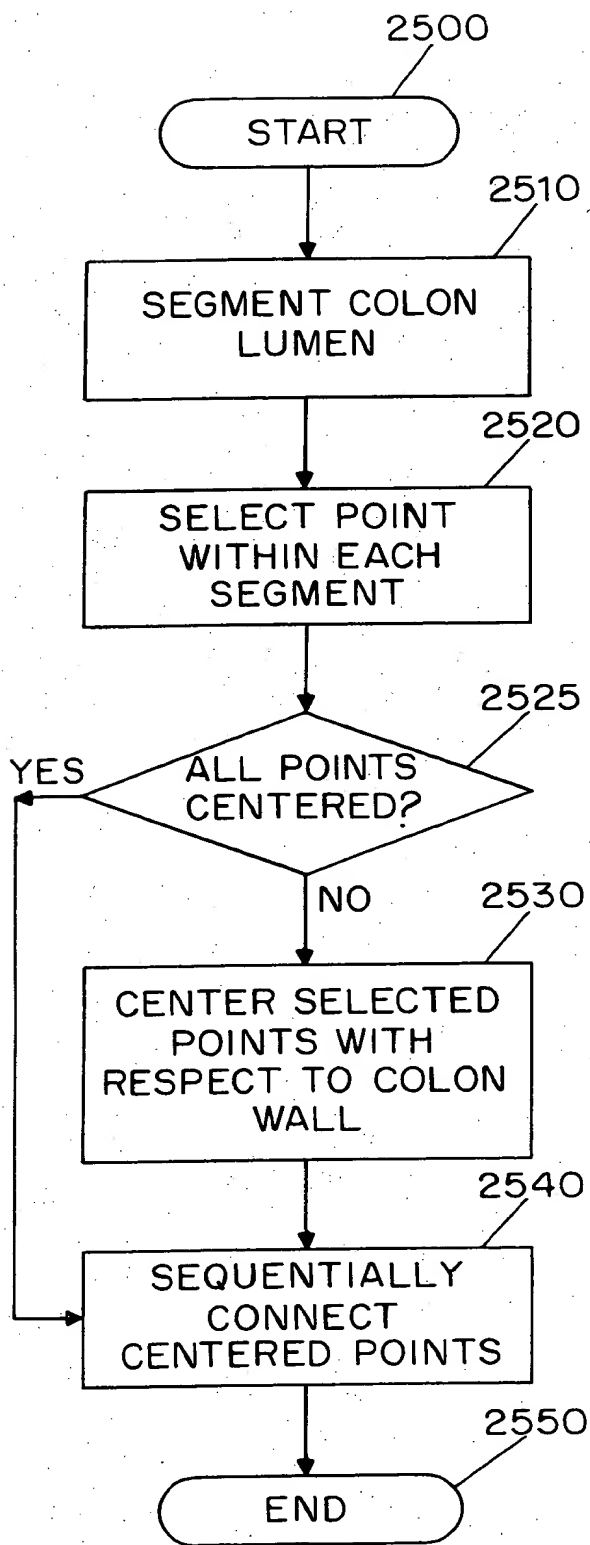 2500
START
2510
SEGMENT COLON
LUMEN
2520
SELECT POINT
WITHIN EACH
SEGMENT
2525
YES
ALL POINTS
CENTERED?
NO
2530
CENTER SELECTED
POINTS WITH
RESPECT TO COLON
WALL
2540
SEQUENTIALLY
CONNECT
CENTERED POINTS
2550
END